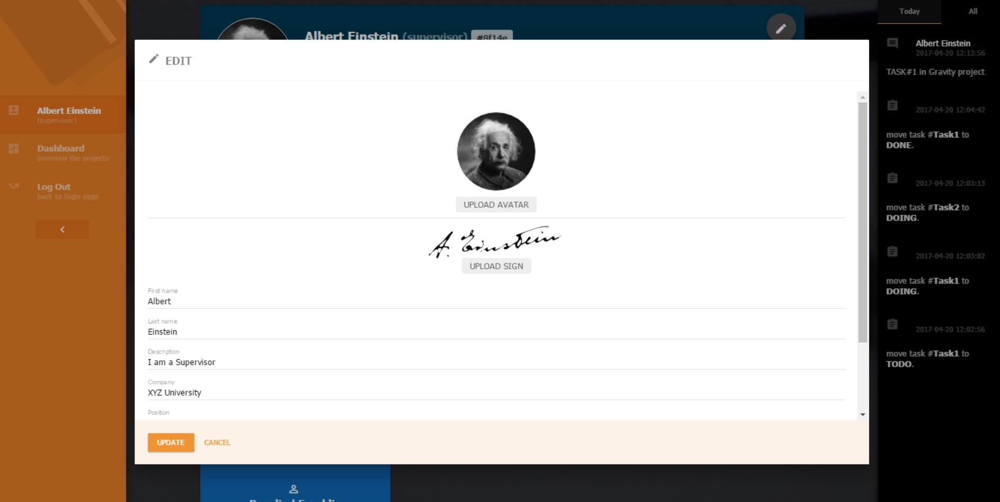 Albert Einstein
(supervisor)
Dashboard
overview the projects
Log Out
back to login page
Albert Einstein (supervisor) #8f14e
EDIT
UPLOAD AVATAR
A. Einstein
UPLOAD SIGN
First name
Albert
Last name
Einstein
Description
I am a Supervisor
Company
XYZ University
Position
UPDATE CANCEL
Today All
Albert Einstein
2017-04-20 12:13:56
TASK#1 in Gravity project
2017-04-20 12:04:42
move task #Task1 to
DONE.
2017-04-20 12:03:13
move task #Task2 to
DOING.
2017-04-20 12:03:02
move task #Task1 to
DOING.
2017-04-20 12:02:56
move task #Task1 to
TODO.